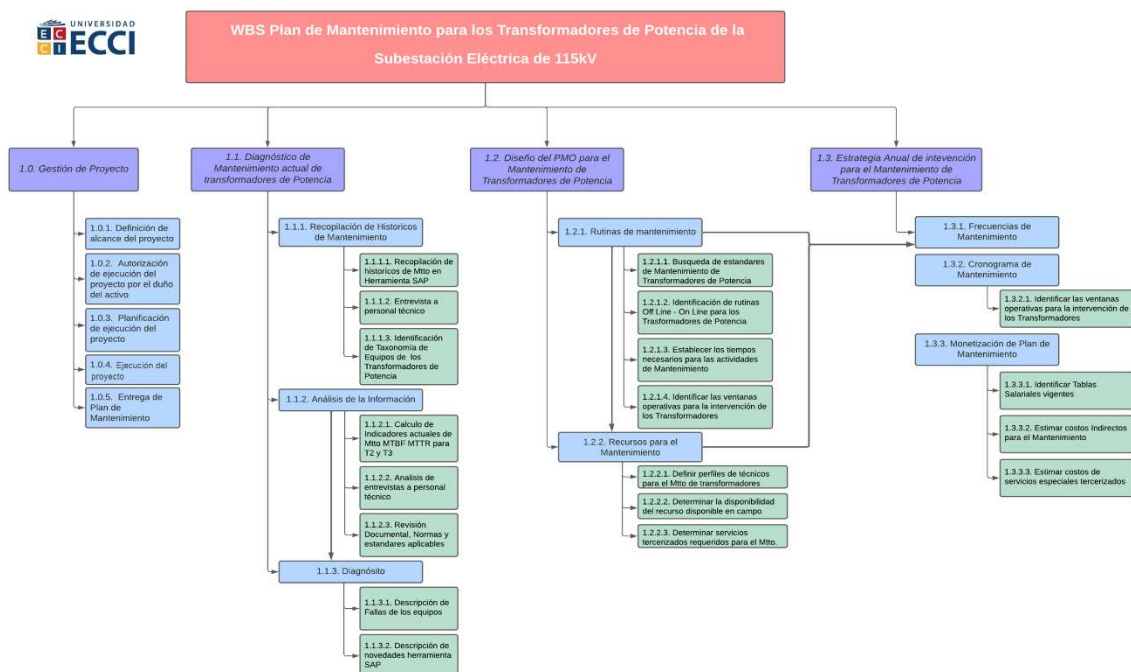 UNIVERSIDAD
ECCI
E C
C I
WBS Plan de Mantenimiento para los Transformadores de Potencia de la
Subestación Eléctrica de 115kV
1.0. Gestión de Proyecto
1.0.1. Definición de
alcance del proyecto
1.0.2. Autorización de
ejecución del
proyecto por el duño
del activo
1.0.3. Planificación de
ejecución del
proyecto
1.0.4. Ejecución del
proyecto
1.0.5. Entrega de
Plan de
Mantenimiento
1.1. Diagnóstico de
Mantenimiento actual de
transformadores de Potencia
1.1.1. Recopilación de Historicos
de Mantenimiento
1.1.1.1. Recopilación de
historícos de Mtto en
Herramienta SAP
1.1.1.2. Entrevista a
personal técnico
1.1.1.3. Identificación
de Taxonomía de
Equipos de los
Transformadores de
Potencia
1.1.2. Análisis de la Información
1.1.2.1. Calculo de
Indicadores actuales de
Mtto MTBF MTTR para
T2 y T3
1.1.2.2. Analisis de
entrevistas a personal
técnico
1.1.2.3. Revisión
Documental, Normas y
estandares aplicables
1.1.3. Diagnósito
1.1.3.1. Descripción de
Fallas de los equipos
1.1.3.2. Descripción de
novedades herramienta
SAP
1.2. Diseño del PMO para el
Mantenimiento de
Transformadores de Potencia
1.2.1. Rutinas de mantenimiento
1.2.1.1. Busqueda de estandares
de Mantenimiento de
Transformadores de Potencia
1.2.1.2. Identificación de rutinas
Off Line - On Line para los
Trasformadores de Potencia
1.2.1.3. Establecer los tiempos
necesarios para las actividades
de Mantenimiento
1.2.1.4. Identificar las ventanas
operativas para la intervención de
los Transformadores
1.2.2. Recursos para el
Mantenimiento
1.2.2.1. Definir perfiles de técnicos
para el Mtto de transformadores
1.2.2.2. Determinar la disponibilidad
del recurso disponible en campo
1.2.2.3. Determinar servicios
tercerizados requeridos para el Mtto.
1.3. Estrategia Anual de intevención
para el Mantenimiento de
Transformadores de Potencia
1.3.1. Frecuencias de
Mantenimiento
1.3.2. Cronograma de
Mantenimiento
1.3.2.1. Identificar las ventanas
operativas para la intervención de
los Transformadores
1.3.3. Monetización de Plan de
Mantenimiento
1.3.3.1. Identificar Tablas
Salariales vigentes
1.3.3.2. Estimar costos Indirectos
para el Mantenimiento
1.3.3.3. Estimar costos de
servicios especiales tercerizados